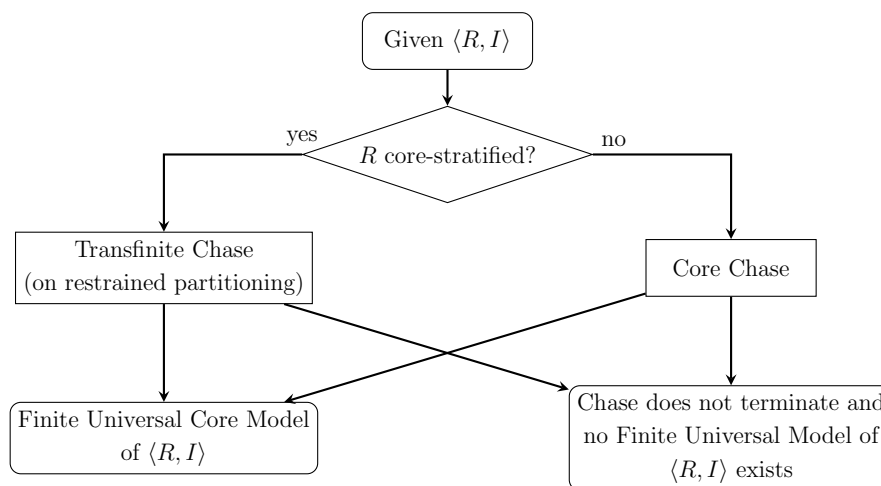 Given ⟨R, I⟩
yes
no
R core-stratified?
Transfinite Chase
(on restrained partitioning)
Core Chase
Finite Universal Core Model
of ⟨R, I⟩
Chase does not terminate and
no Finite Universal Model of
⟨R, I⟩ exists